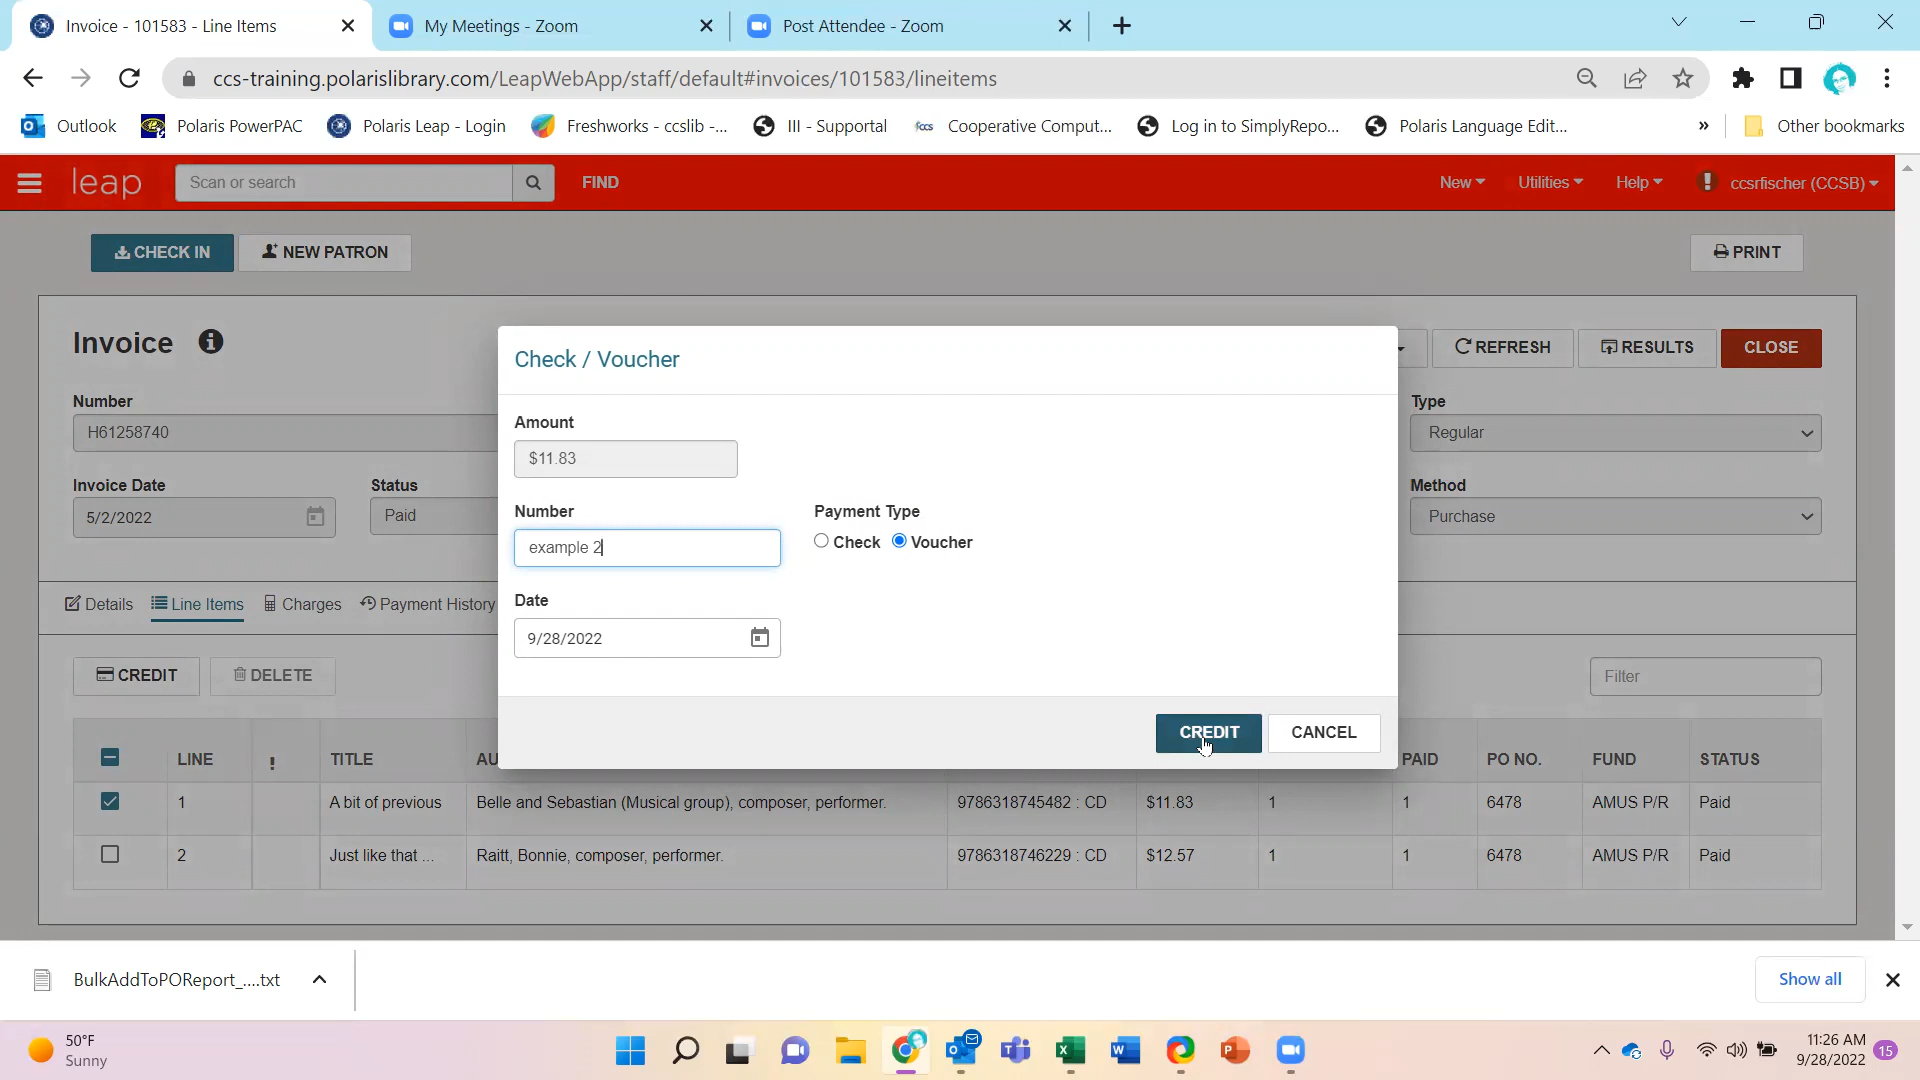 Invoice - 101583 - Line Items
My Meetings - Zoom
Post Attendee - Zoom
ccs-training.polarislibrary.com/LeapWebApp/staff/default#invoices/101583/lineitems
Outlook
Polaris PowerPAC
Polaris Leap - Login
Freshworks - ccslib -...
III - Supportal
ccs
Cooperative Comput...
Log in to SimplyRepo...
Polaris Language Edit...
»
Other bookmarks
leap
Scan or search
FIND
New
Utilities
Help
ccsrfischer (CCSB)
CHECK IN
NEW PATRON
PRINT
Invoice
REFRESH
RESULTS
CLOSE
Number
H61258740
Type
Regular
Invoice Date
5/2/2022
Status
Paid
Method
Purchase
Details
Line Items
Charges
Payment History
CREDIT
DELETE
Filter
Check / Voucher
Amount
$11.83
Number
example 2
Payment Type
Check
Voucher
Date
9/28/2022
CREDIT
CANCEL
LINE ! TITLE AU PAID PO NO. FUND STATUS
1 A bit of previous Belle and Sebastian (Musical group), composer, performer. 9786318745482 : CD $11.83 1 1 6478 AMUS P/R Paid
2 Just like that ... Raitt, Bonnie, composer, performer. 9786318746229 : CD $12.57 1 1 6478 AMUS P/R Paid
BulkAddToPOReport_....txt
Show all
50°F
Sunny
11:26 AM
9/28/2022
15